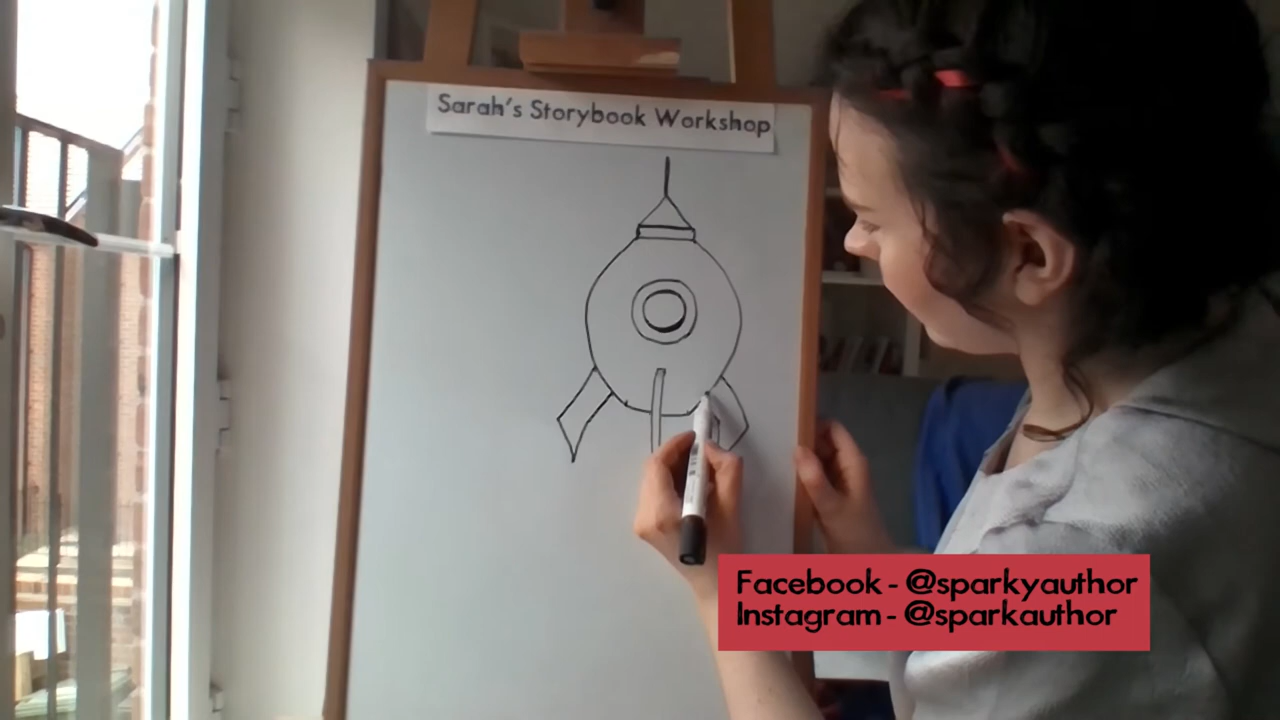 Sarah's Storybook Workshop
Facebook - @sparkyauthor
Instagram - @sparkauthor